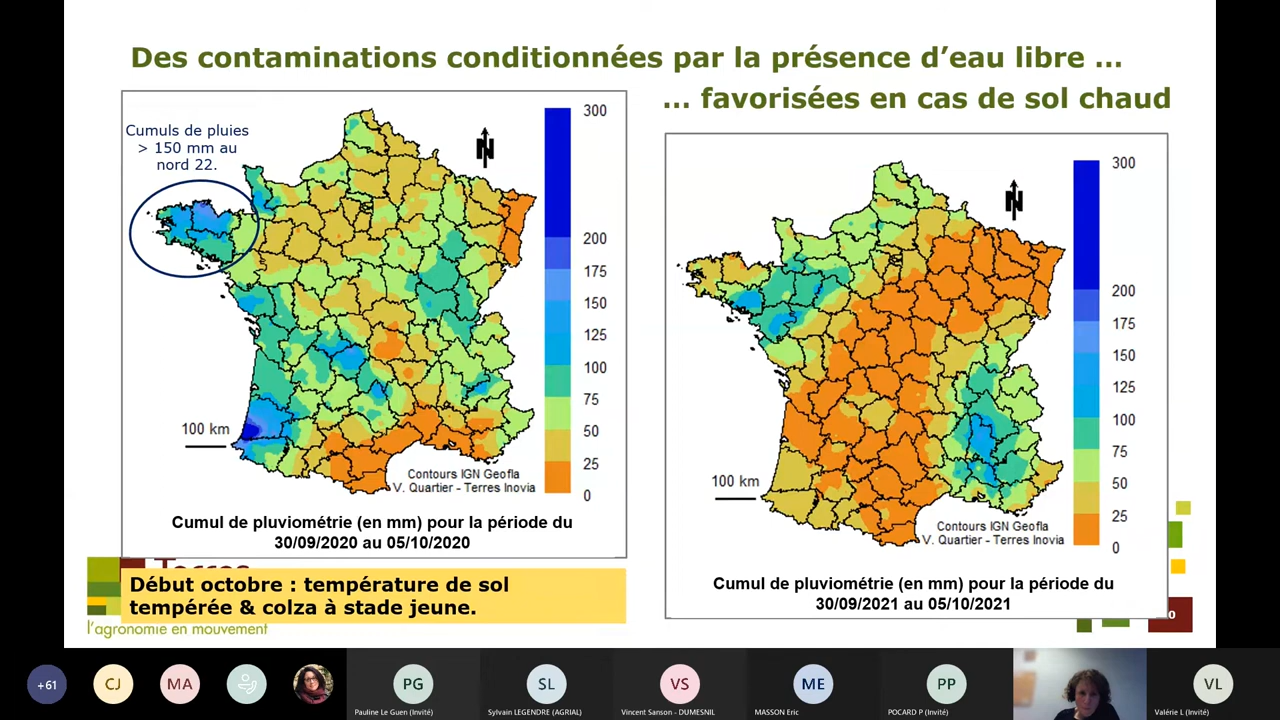 Des contaminations conditionnées par la présence d’eau libre ...
... favorisées en cas de sol chaud
Cumuls de pluies
> 150 mm au
nord 22.
N
300
200
175
150
125
100
75
50
25
0
100 km
Contours IGN Geofla
V. Quartier - Terres Inovia
Cumul de pluviométrie (en mm) pour la période du
30/09/2020 au 05/10/2020
N
300
200
175
150
125
100
75
50
25
0
100 km
Contours IGN Geofla
V. Quartier - Terres Inovia
Cumul de pluviométrie (en mm) pour la période du
30/09/2021 au 05/10/2021
Terres
Début octobre : température de sol
tempérée & colza à stade jeune.
l’agronomie en mouvement
+61
CJ
MA
PG
Pauline Le Guen (Invité)
SL
Sylvain LEGENDRE (AGRIAL)
VS
Vincent Sanson - DUMESNIL
ME
MASSON Eric
PP
POCARD P (Invité)
VL
Valérie L (Invité)